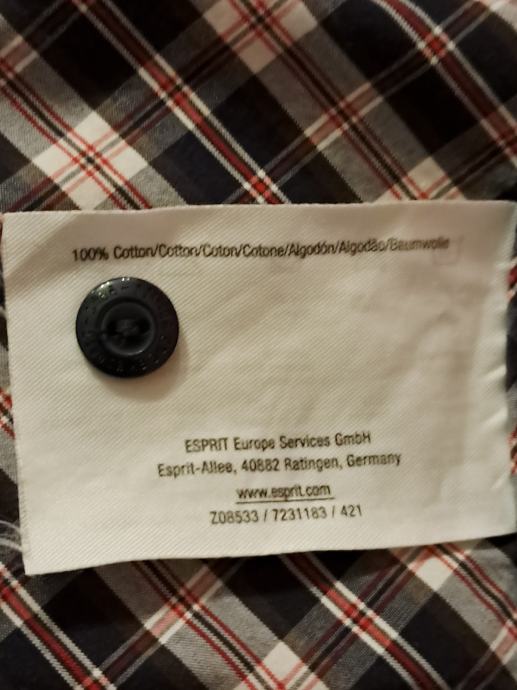 100% Cotton/Cotton/Coton/Cotone/Algodón/Algodão/Baumwolle
ESPRIT Europe Services GmbH
Esprit-Allee, 40882 Ratingen, Germany
www.esprit.com
Z08533 / 7231183 / 421